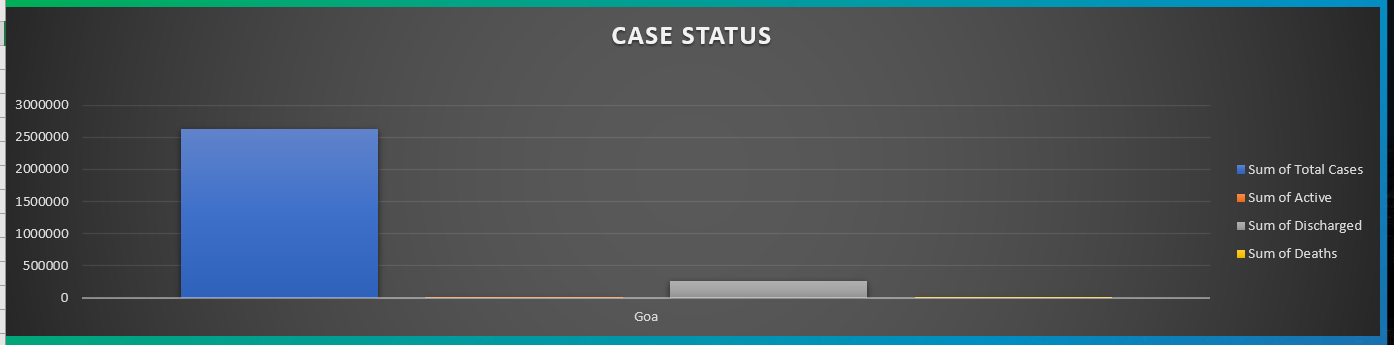 CASE STATUS
3000000
2500000
2000000
1500000
1000000
500000
0
Goa
Sum of Total Cases
Sum of Active
Sum of Discharged
Sum of Deaths